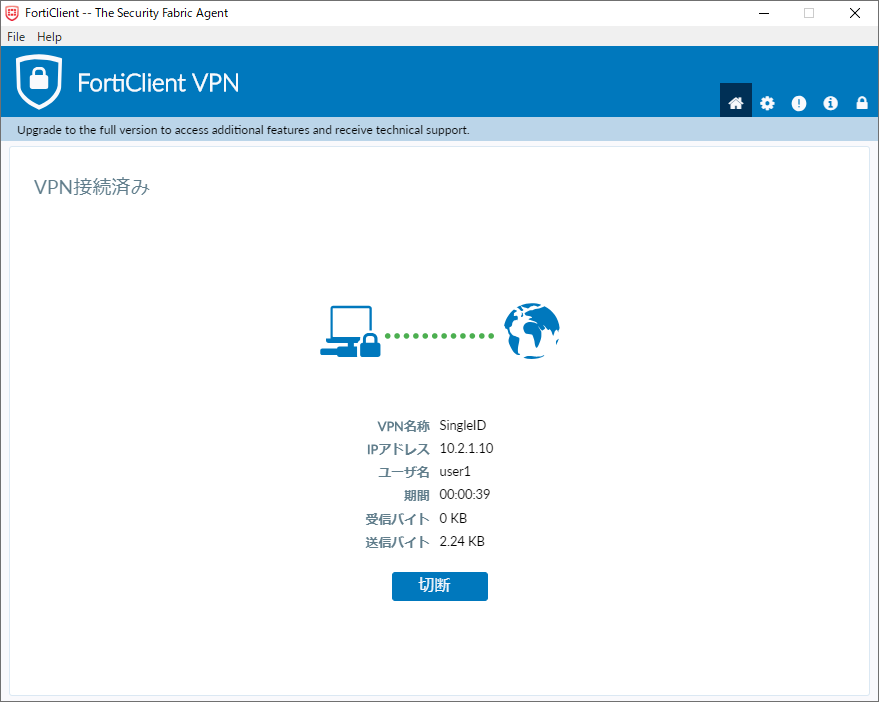 FortiClient -- The Security Fabric Agent
File Help
FortiClient VPN
Upgrade to the full version to access additional features and receive technical support.
VPN接続済み
VPN名称 SingleID
IPアドレス 10.2.1.10
ユーザ名 user1
期間 00:00:39
受信バイト 0 KB
送信バイト 2.24 KB
切断